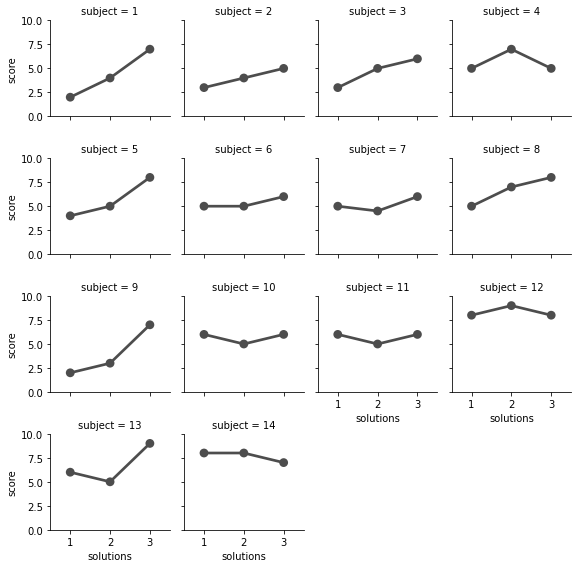 subject = 1 subject = 2 subject = 3 subject = 4
10.0
7.5
score
5.0
2.5
0.0
subject = 5 subject = 6 subject = 7 subject = 8
10.0
7.5
score
5.0
2.5
0.0
subject = 9 subject = 10 subject = 11 subject = 12
10.0
7.5
score
5.0
2.5
0.0
1 2 3 1 2 3
solutions solutions
subject = 13 subject = 14
10.0
7.5
score
5.0
2.5
0.0
1 2 3 1 2 3
solutions solutions